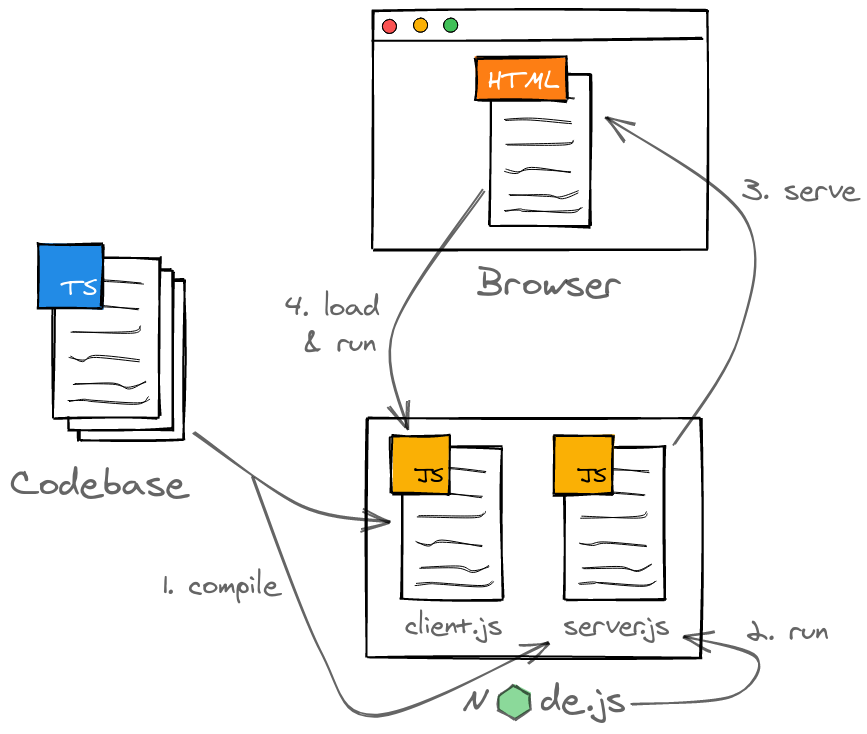 HTML
3. serve
Browser
TS
4. load
& run
Codebase
JS
JS
1. compile
client.js
server.js
2. run
N de.js